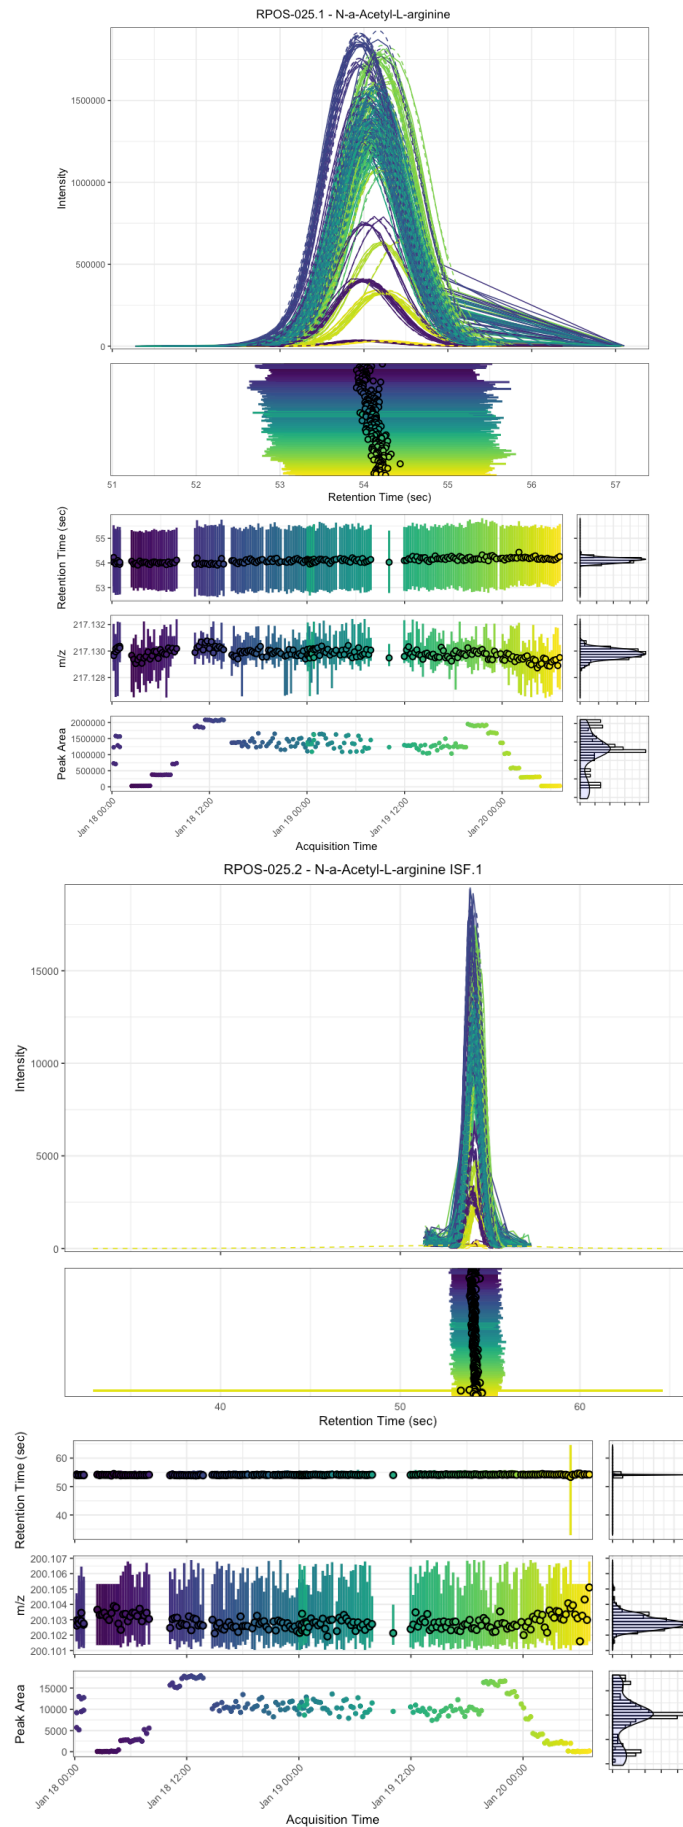 RPOS-025.1 - N-a-Acetyl-L-arginine
1500000
1000000
500000
0
Intensity
51 52 53 54 55 56 57
Retention Time (sec)
55
54
53
Retention Time (sec)
217.132
217.130
217.128
m/z
2000000
1500000
1000000
500000
0
Peak Area
Jan 18 00:00 Jan 18 12:00 Jan 19 00:00 Jan 19 12:00 Jan 20 00:00
Acquisition Time
RPOS-025.2 - N-a-Acetyl-L-arginine ISF.1
15000
10000
5000
0
Intensity
40 50 60
Retention Time (sec)
60
50
40
Retention Time (sec)
200.107
200.105
200.104
200.103
200.101
m/z
15000
10000
5000
0
Peak Area
Jan 18 00:00 Jan 18 12:00 Jan 19 00:00 Jan 19 12:00 Jan 20 00:00
Acquisition Time